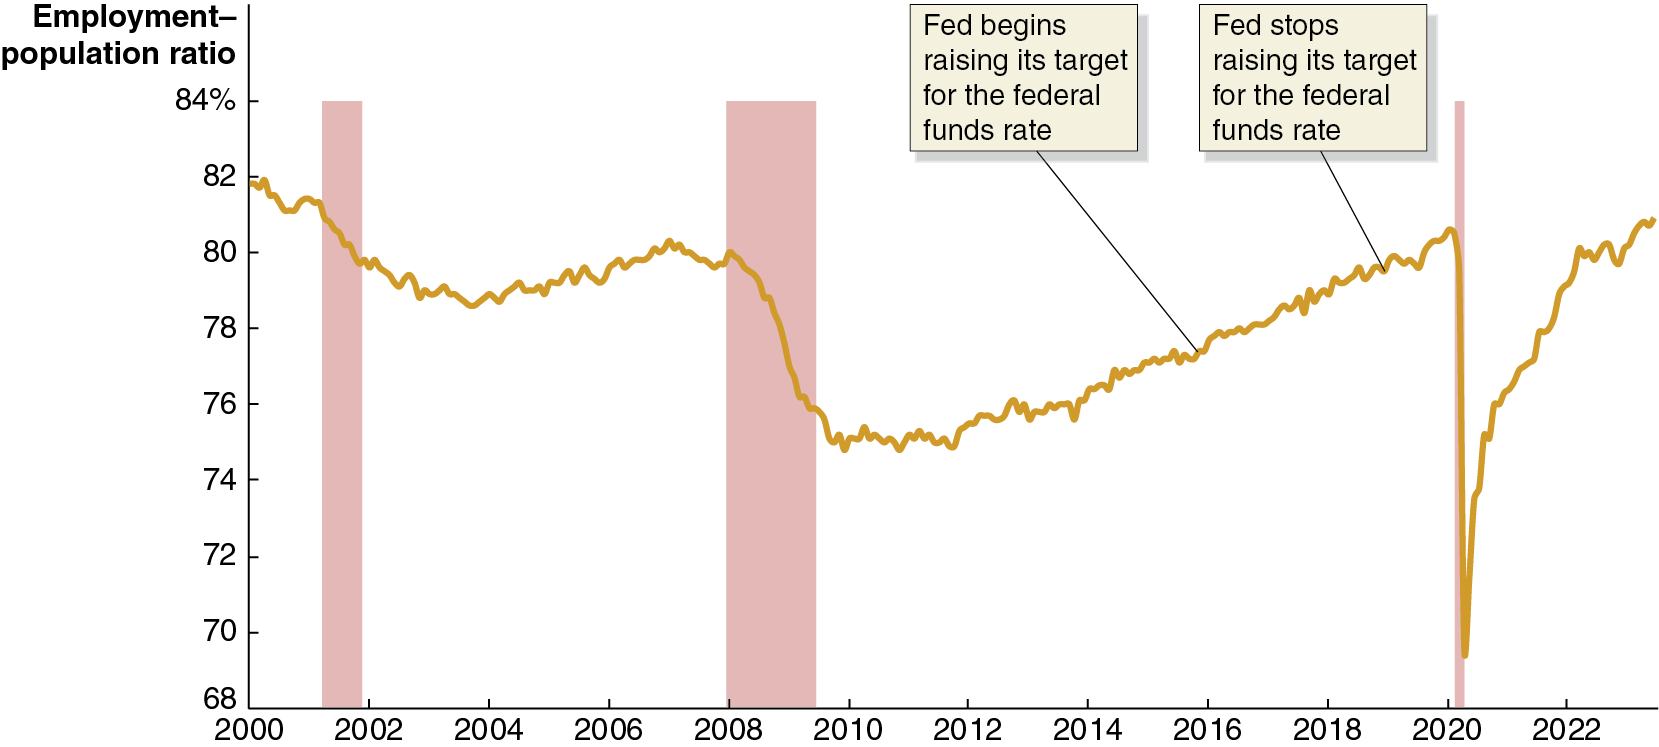 Employment–
population ratio
84%
82
80
78
76
74
72
70
68
Fed begins
raising its target
for the federal
funds rate
Fed stops
raising its target
for the federal
funds rate
2000 2002 2004 2006 2008 2010 2012 2014 2016 2018 2020 2022